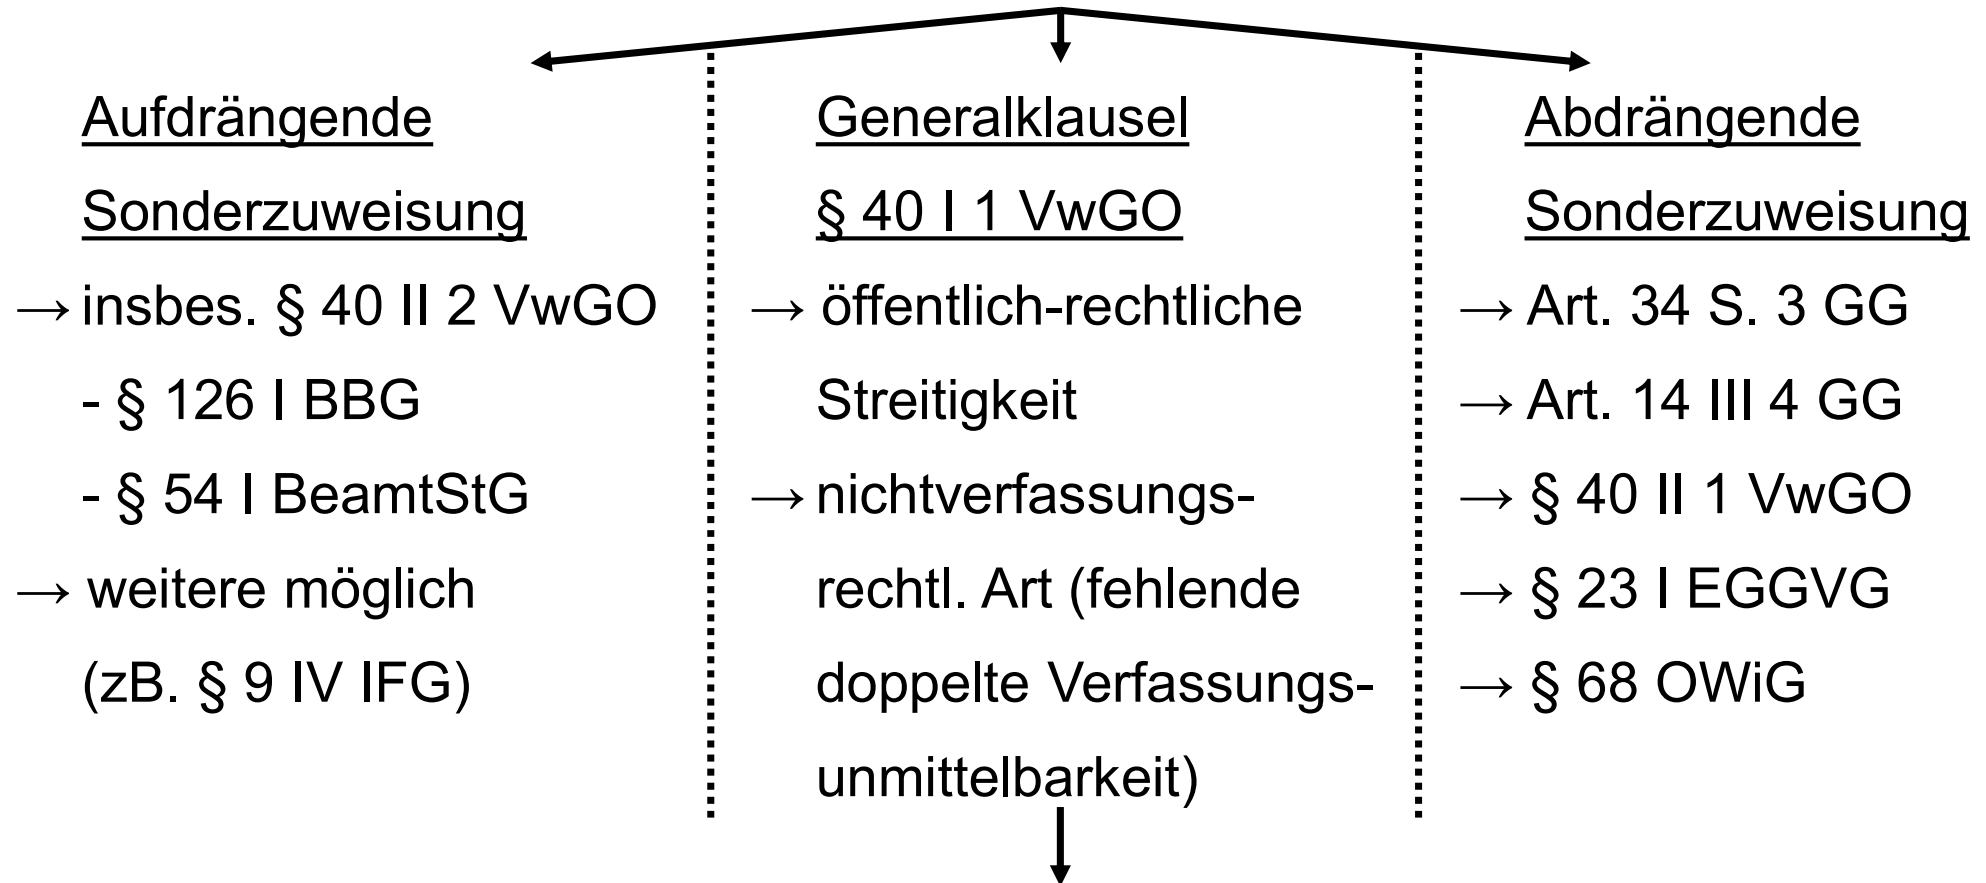 Aufdrängende
Sonderzuweisung
→ insbes. § 40 II 2 VwGO
- § 126 I BBG
- § 54 I BeamtStG
→ weitere möglich
(zB. § 9 IV IFG)
Generalklausel
§ 40 I 1 VwGO
→ öffentlich-rechtliche
Streitigkeit
→ nichtverfassungs-
rechtl. Art (fehlende
doppelte Verfassungs-
unmittelbarkeit)
Abdrängende
Sonderzuweisung
→ Art. 34 S. 3 GG
→ Art. 14 III 4 GG
→ § 40 II 1 VwGO
→ § 23 I EGGVG
→ § 68 OWiG